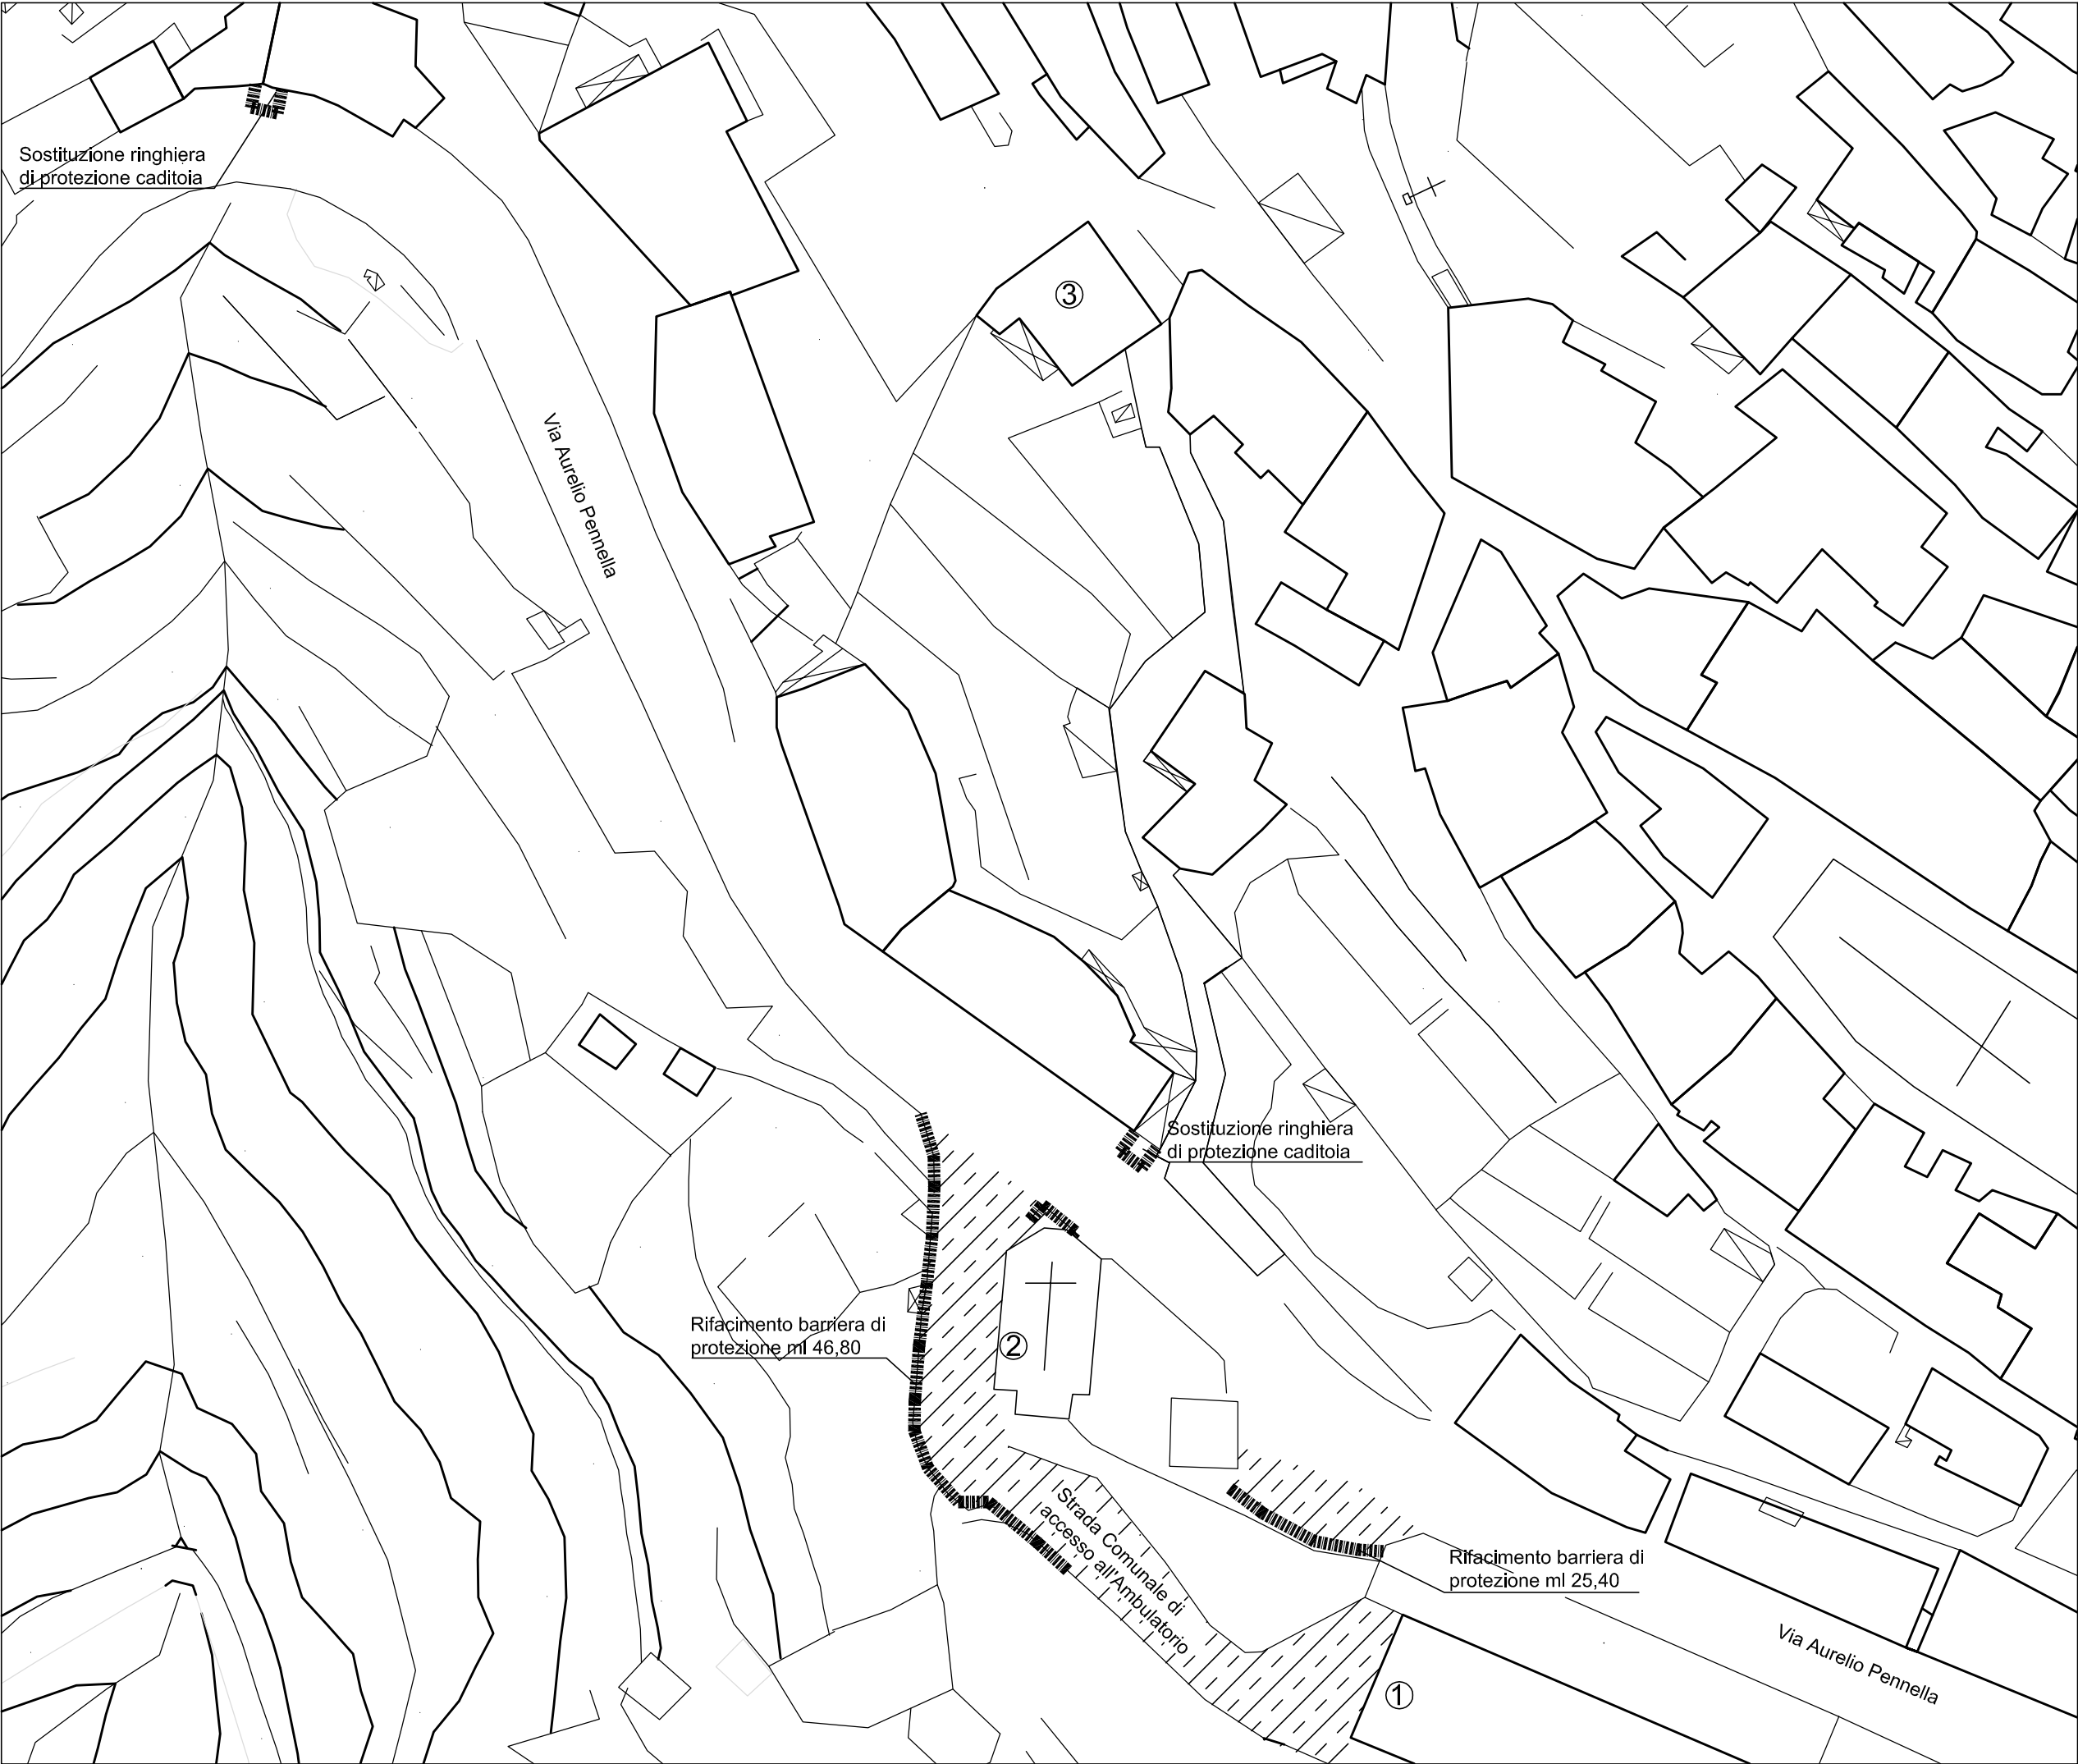 Sostituzione ringhiera
di protezione caditoia
3
Via Aurelio Pennella
Sostituzione ringhiera
di protezione caditoia
Rifacimento barriera di
protezione ml 46,80
2
Strada Comunale di
accesso all'Ambulatorio
Rifacimento barriera di
protezione ml 25,40
Via Aurelio Pennella
1